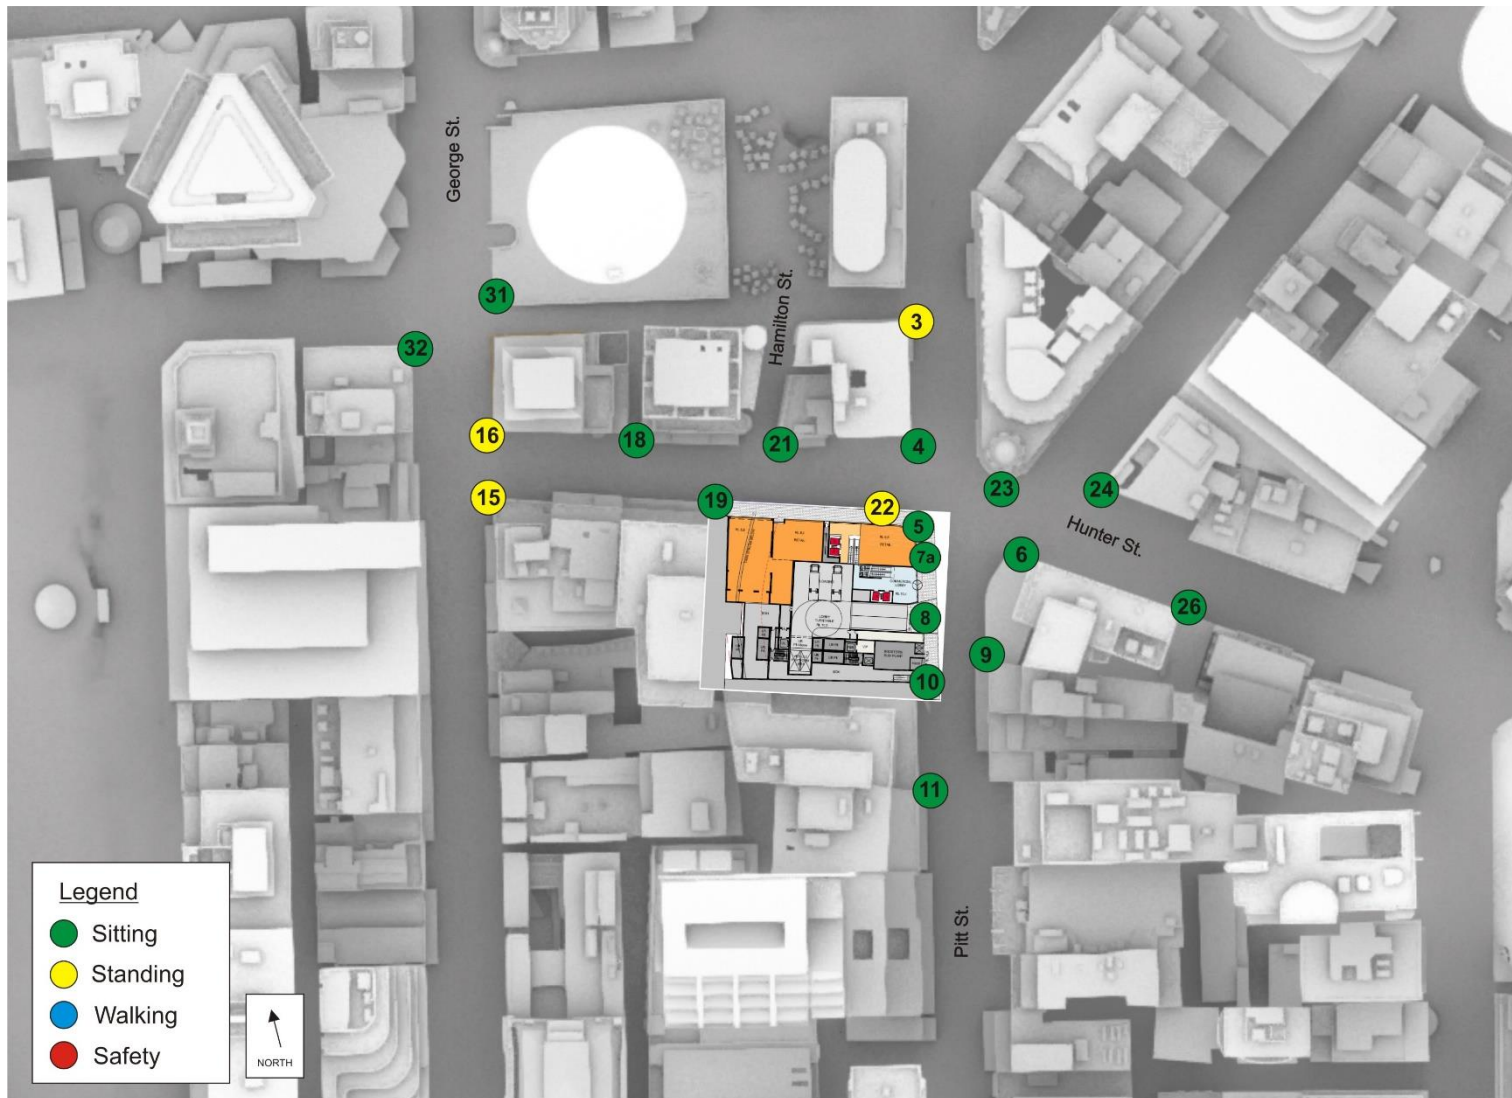 George St.
31
Hamilton St.
3
32
16
18
21
4
15
19
22
23
24
5
Hunter St.
7a
6
8
26
9
10
11
Pitt St.
Legend
Sitting
Standing
Walking
Safety
NORTH